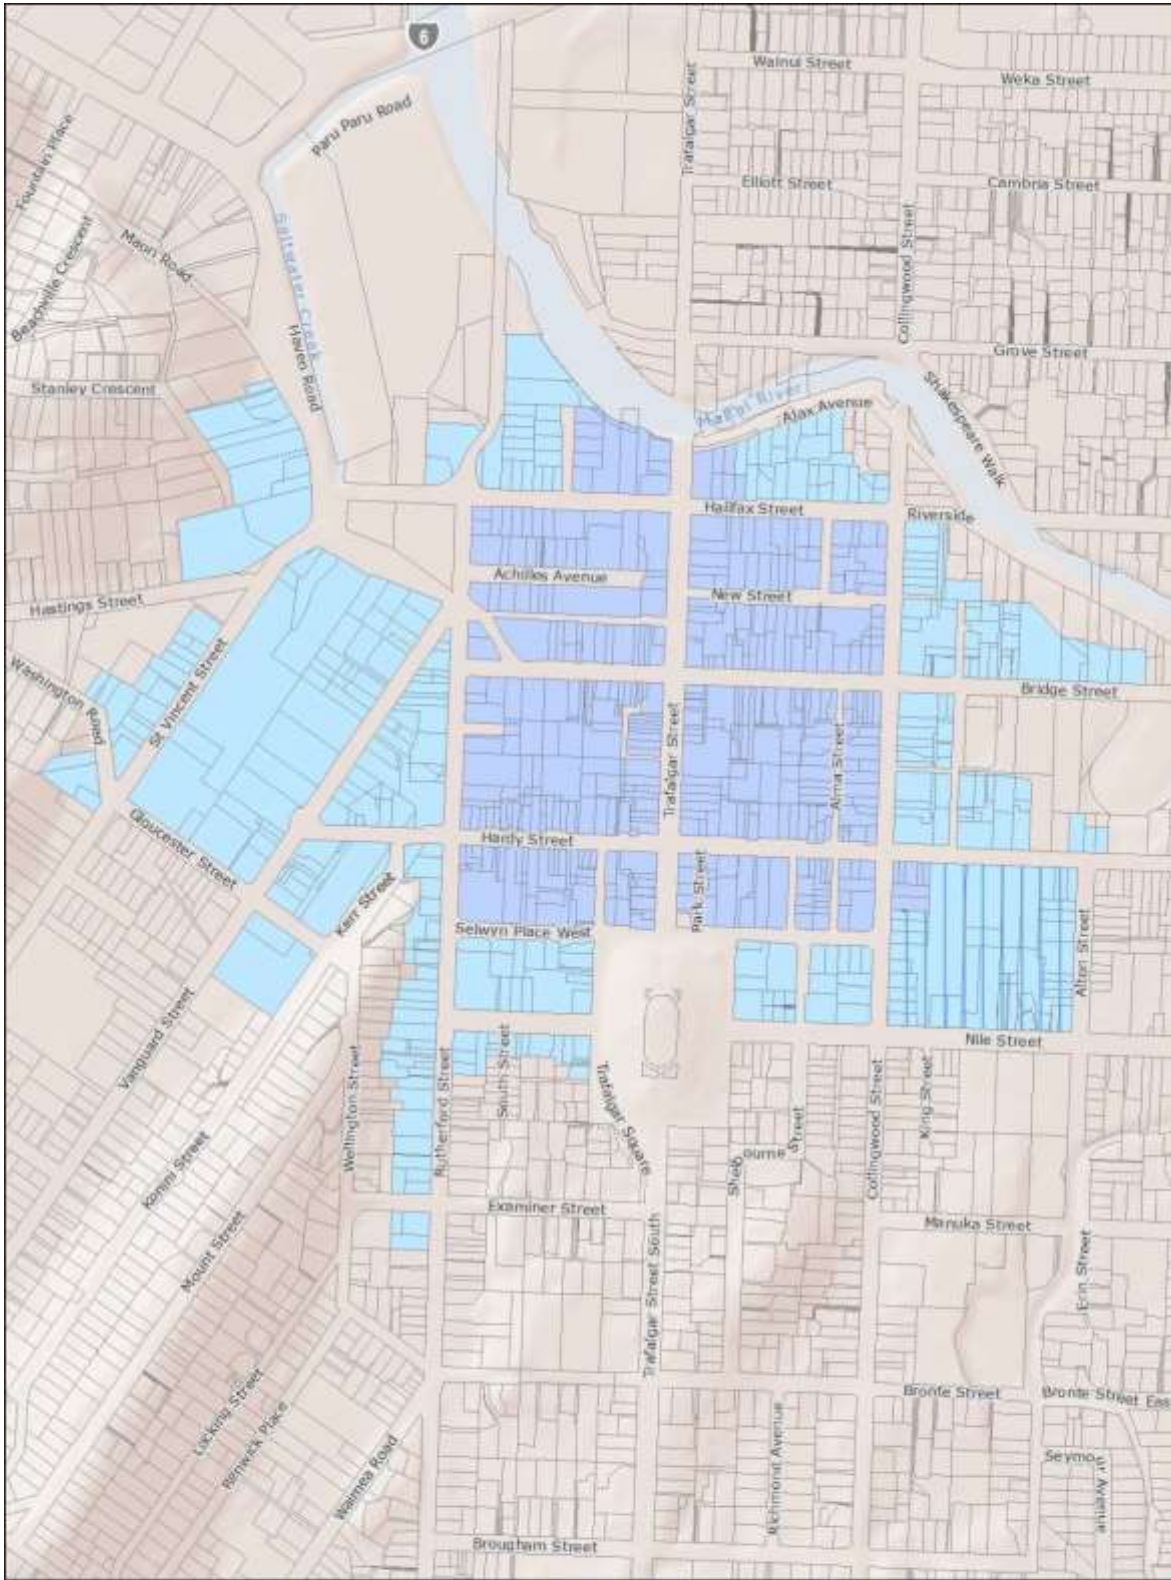 6
Wainui Street
Weka Street
Paru Paru Road
Trafalgar Street
Fountain Place
Elliott Street
Cambria Street
Beachville Crescent
Maori Road
Saltwater Creek
Collingwood Street
Haven Road
Grove Street
Stanley Crescent
Shakespeare Walk
Maitai River
Ajax Avenue
Halifax Street
Riverside
Achilles Avenue
New Street
Hastings Street
St Vincent Street
Washington Road
Bridge Street
Trafalgar Street
Alma Street
Gloucester Street
Hardy Street
Kerr Street
Park Street
Selwyn Place West
Alton Street
Vanguard Street
Nile Street
South Street
Wellington Street
Rutherford Street
Trafalgar Square
Shelbourne Street
Collingwood Street
King Street
Konini Street
Examiner Street
Manuka Street
Mount Street
Trafalgar Street South
Erin Street
Locking Street
Renwick Place
Bronte Street
Bronte Street Eas
Waimea Road
Richmond Avenue
Seymour Avenue
Brougham Street